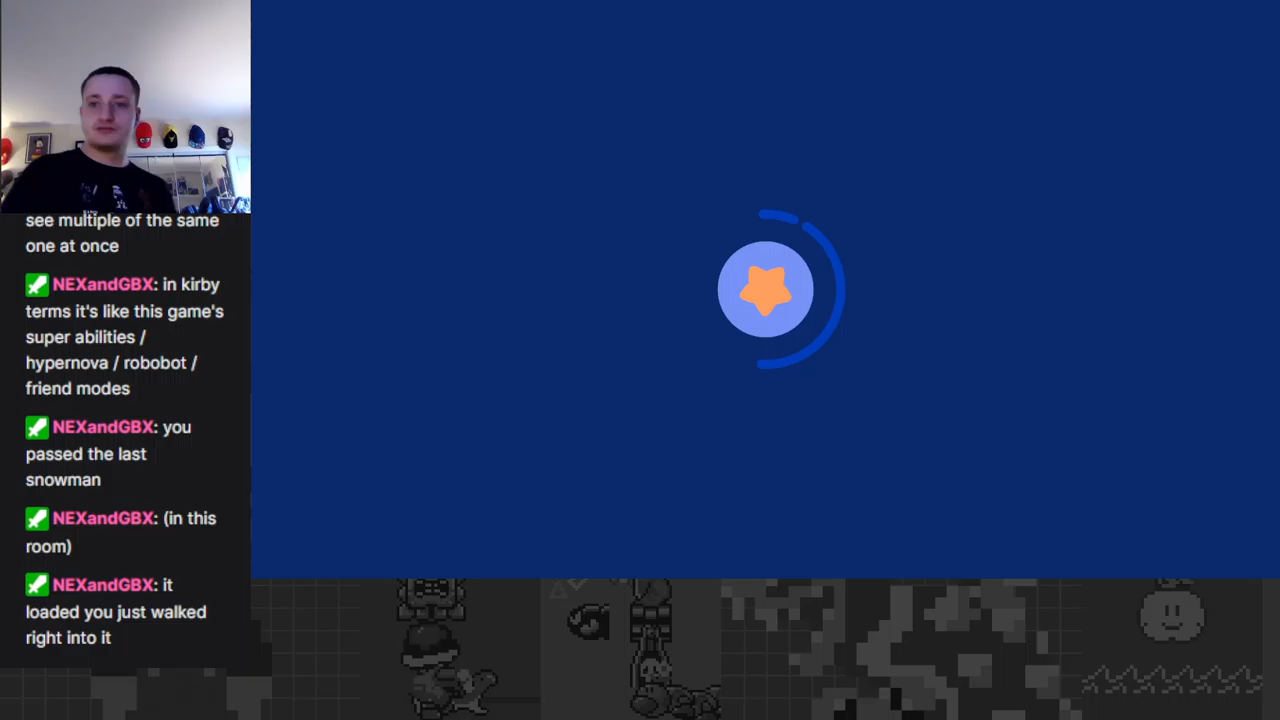 see multiple of the same
one at once
NEXandGBX: in kirby
terms it's like this game's
super abilities /
hypernova / robobot /
friend modes
NEXandGBX: you
passed the last
snowman
NEXandGBX: (in this
room)
NEXandGBX: it
loaded you just walked
right into it